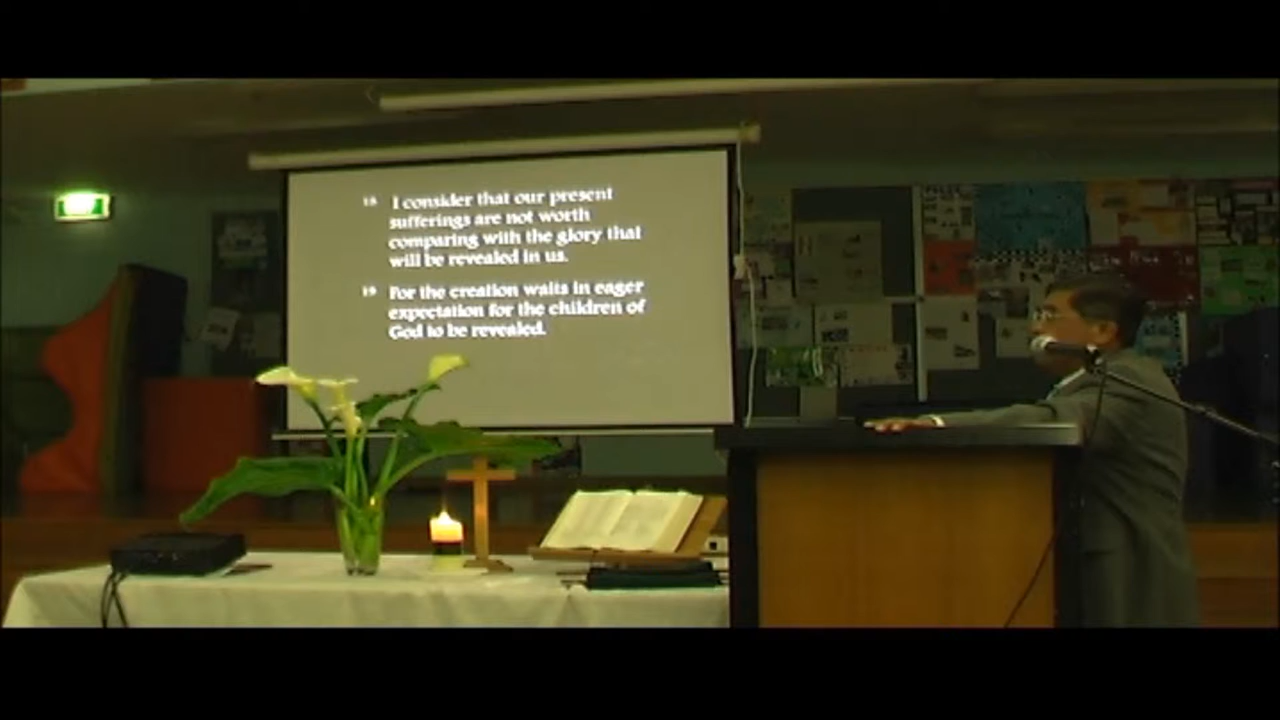 18 I consider that our present
sufferings are not worth
comparing with the glory that
will be revealed in us.
19 For the creation waits in eager
expectation for the children of
God to be revealed.